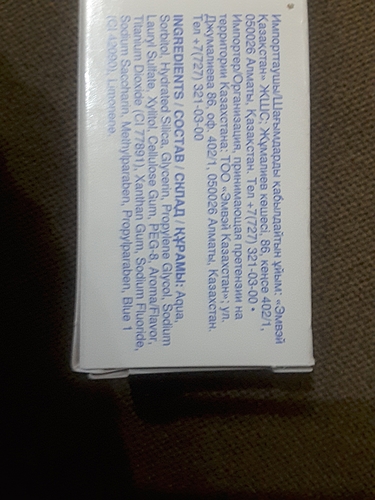 Импорттаушы/Шағымдарды қабылдайтын ұйым: «Эмвэй
Қазақстан» ЖШС; Жұмалиев көшесі. 86, кеңсе 402/1,
050026 Алматы, Қазақстан. Тел +7(727) 321-03-00 •
Импортер/Организация, принимающая претензии на
территории Казахстана: ТОО «Эмвэй Казахстан»; ул.
Джумалиева 86, оф. 402/1, 050026 Алматы, Казахстан.
Тел +7(727) 321-03-00
INGREDIENTS / СОСТАВ / СКЛАД / ҚҰРАМЫ: Aqua,
Sorbitol, Hydrated Silica, Glycerin, Propylene Glycol, Sodium
Lauryl Sulfate, Xylitol, Cellulose Gum, PEG-8, Aroma/Flavor,
Titanium Dioxide (CI 77891), Xanthan Gum, Sodium Fluoride,
Sodium Saccharin, Methylparaben, Propylparaben, Blue 1
(CI 42090), Limonene.